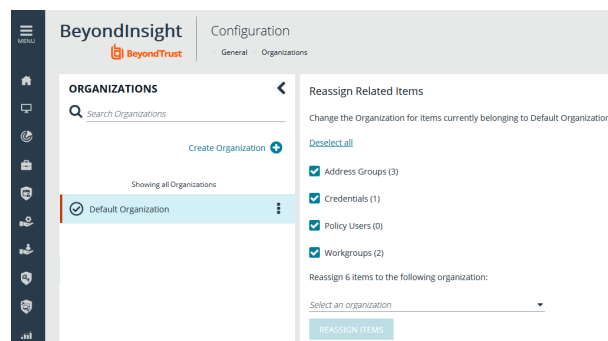 MENU
BeyondInsight
BeyondTrust
Configuration
General Organizations
ORGANIZATIONS
Search Organizations
Create Organization
Showing all Organizations
Default Organization
Reassign Related Items
Change the Organization for items currently belonging to Default Organization
Deselect all
Address Groups (3)
Credentials (1)
Policy Users (0)
Workgroups (2)
Reassign 6 items to the following organization:
Select an organization
REASSIGN ITEMS